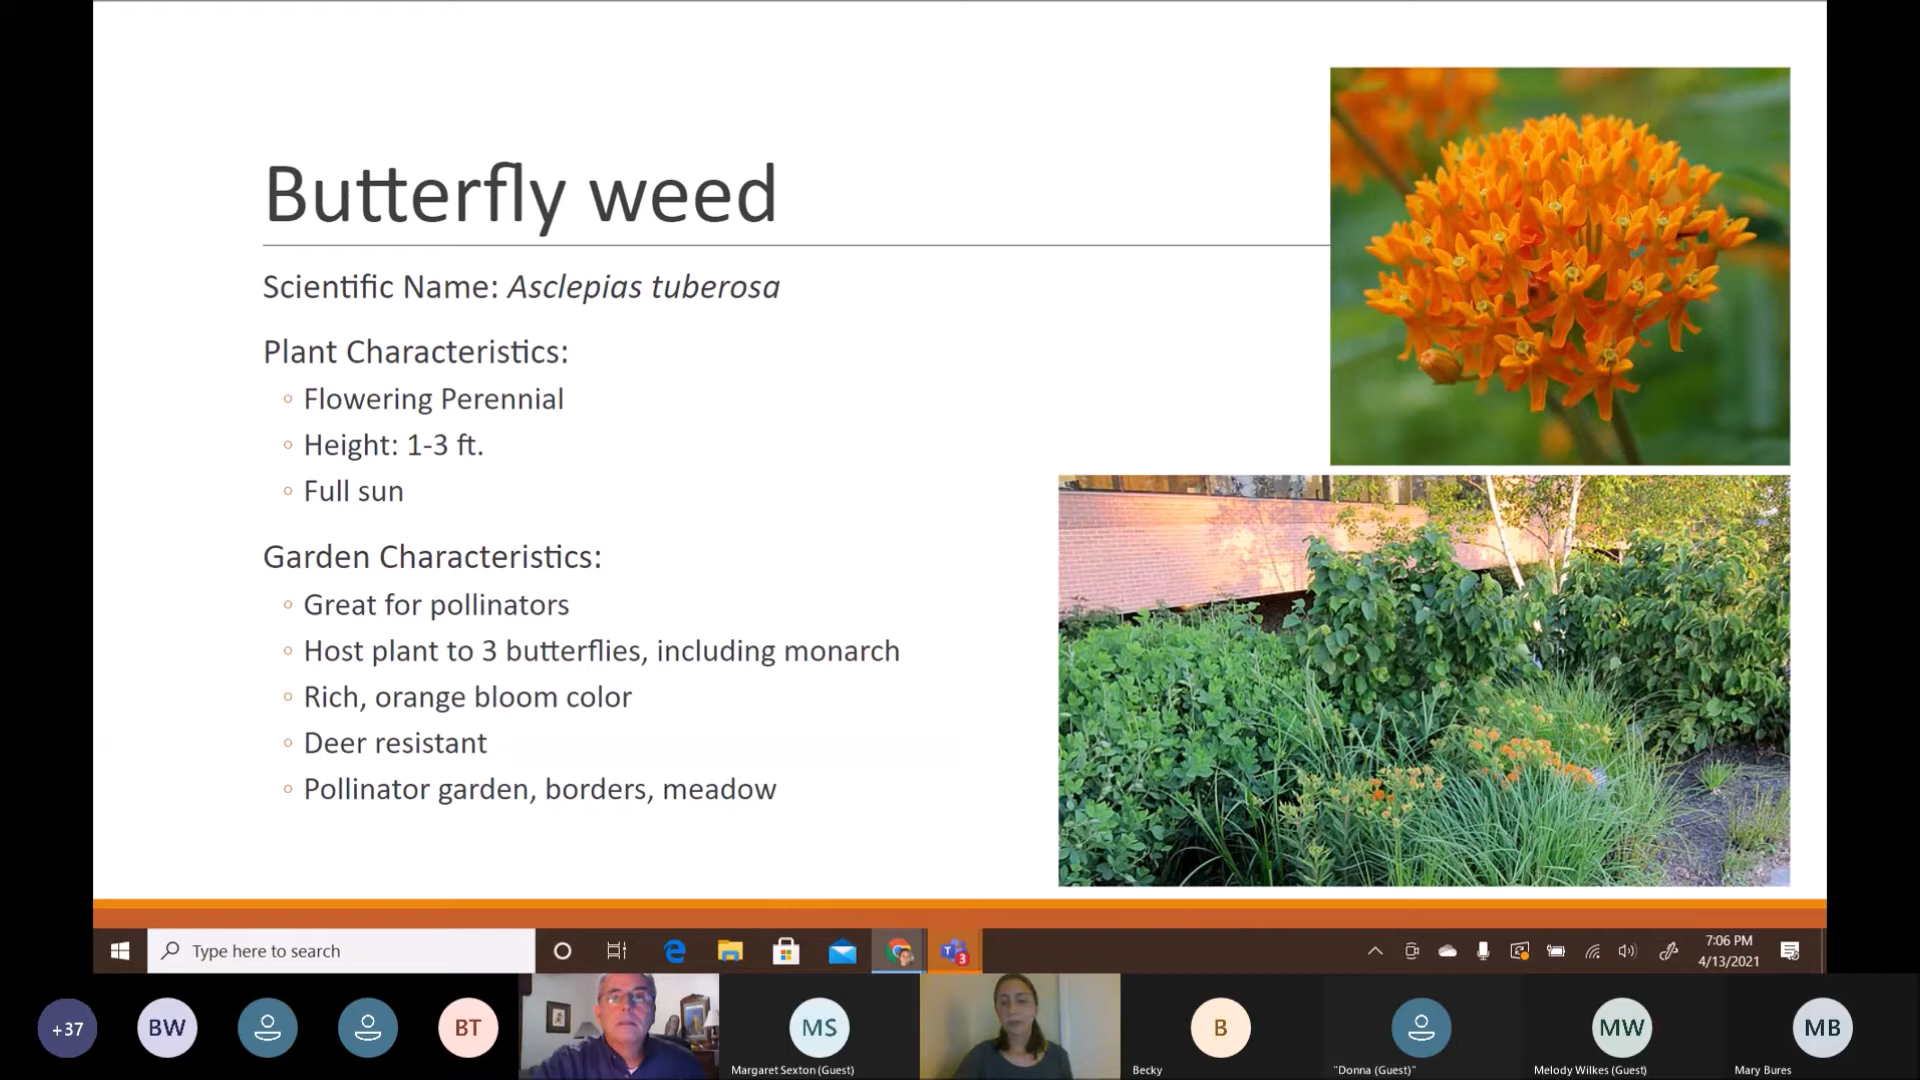 Butterfly weed
Scientific Name: Asclepias tuberosa
Plant Characteristics:
Flowering Perennial
Height: 1-3 ft.
Full sun
Garden Characteristics:
Great for pollinators
Host plant to 3 butterflies, including monarch
Rich, orange bloom color
Deer resistant
Pollinator garden, borders, meadow
Type here to search
T
3
7:06 PM
4/13/2021
+37
BW
BT
MS
Margaret Sexton (Guest)
B
Becky
"Donna (Guest)"
MW
Melody Wilkes (Guest)
MB
Mary Bures